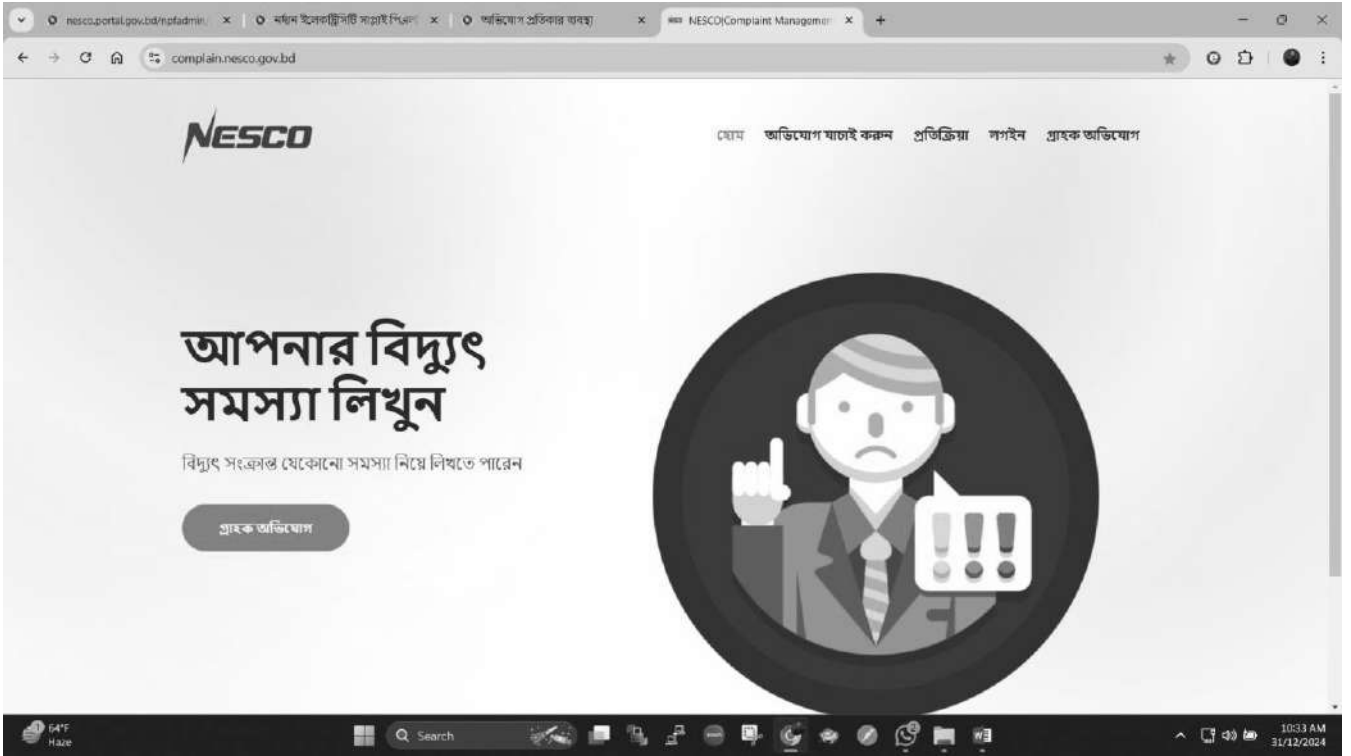 nesco.portal.gov.bd/npfadmin/
নর্দান ইলেকট্রিসিটি সাপ্লাই
অভিযোগ প্রতিকার ব্যবস্থা
NESCO|Complaint Managemen
complain.nesco.gov.bd
NESCO
হোম অভিযোগ যাচাই করুন প্রতিক্রিয়া লগইন গ্রাহক অভিযোগ
আপনার বিদ্যুৎ
সমস্যা লিখুন
বিদ্যুৎ সংক্রান্ত যেকোনো সমস্যা নিয়ে লিখতে পারেন
গ্রাহক অভিযোগ
64°F
Haze
Search
10:33 AM
31/12/2024